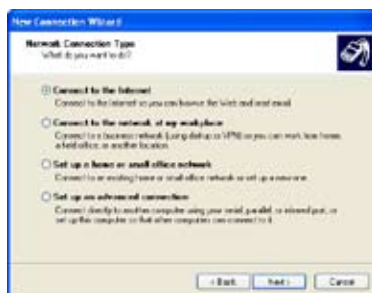 New Connection Wizard
Network Connection Type
What do you want to do?
Connect to the Internet
Connect to the Internet so you can browse the Web and read email.
Connect to the network at my workplace
Connect to a business network (using dial-up or VPN) so you can work from home,
a field office, or another location.
Set up a home or small office network
Connect to an existing home or small office network or set up a new one.
Set up an advanced connection
Connect directly to another computer using your serial, parallel, or infrared port, or
set up this computer so that other computers can connect to it.
< Back
Next >
Cancel